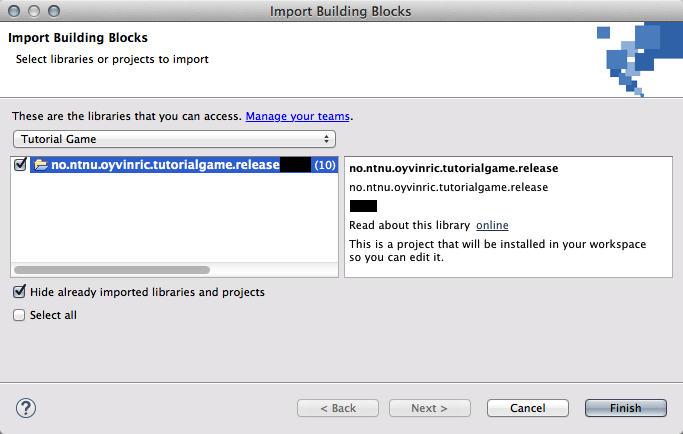 Import Building Blocks
Import Building Blocks
Select libraries or projects to import
These are the libraries that you can access. Manage your teams.
Tutorial Game
no.ntnu.oyvinric.tutorialgame.release (10)
no.ntnu.oyvinric.tutorialgame.release
no.ntnu.oyvinric.tutorialgame.release
Read about this library online
This is a project that will be installed in your workspace
so you can edit it.
Hide already imported libraries and projects
Select all
?
< Back
Next >
Cancel
Finish